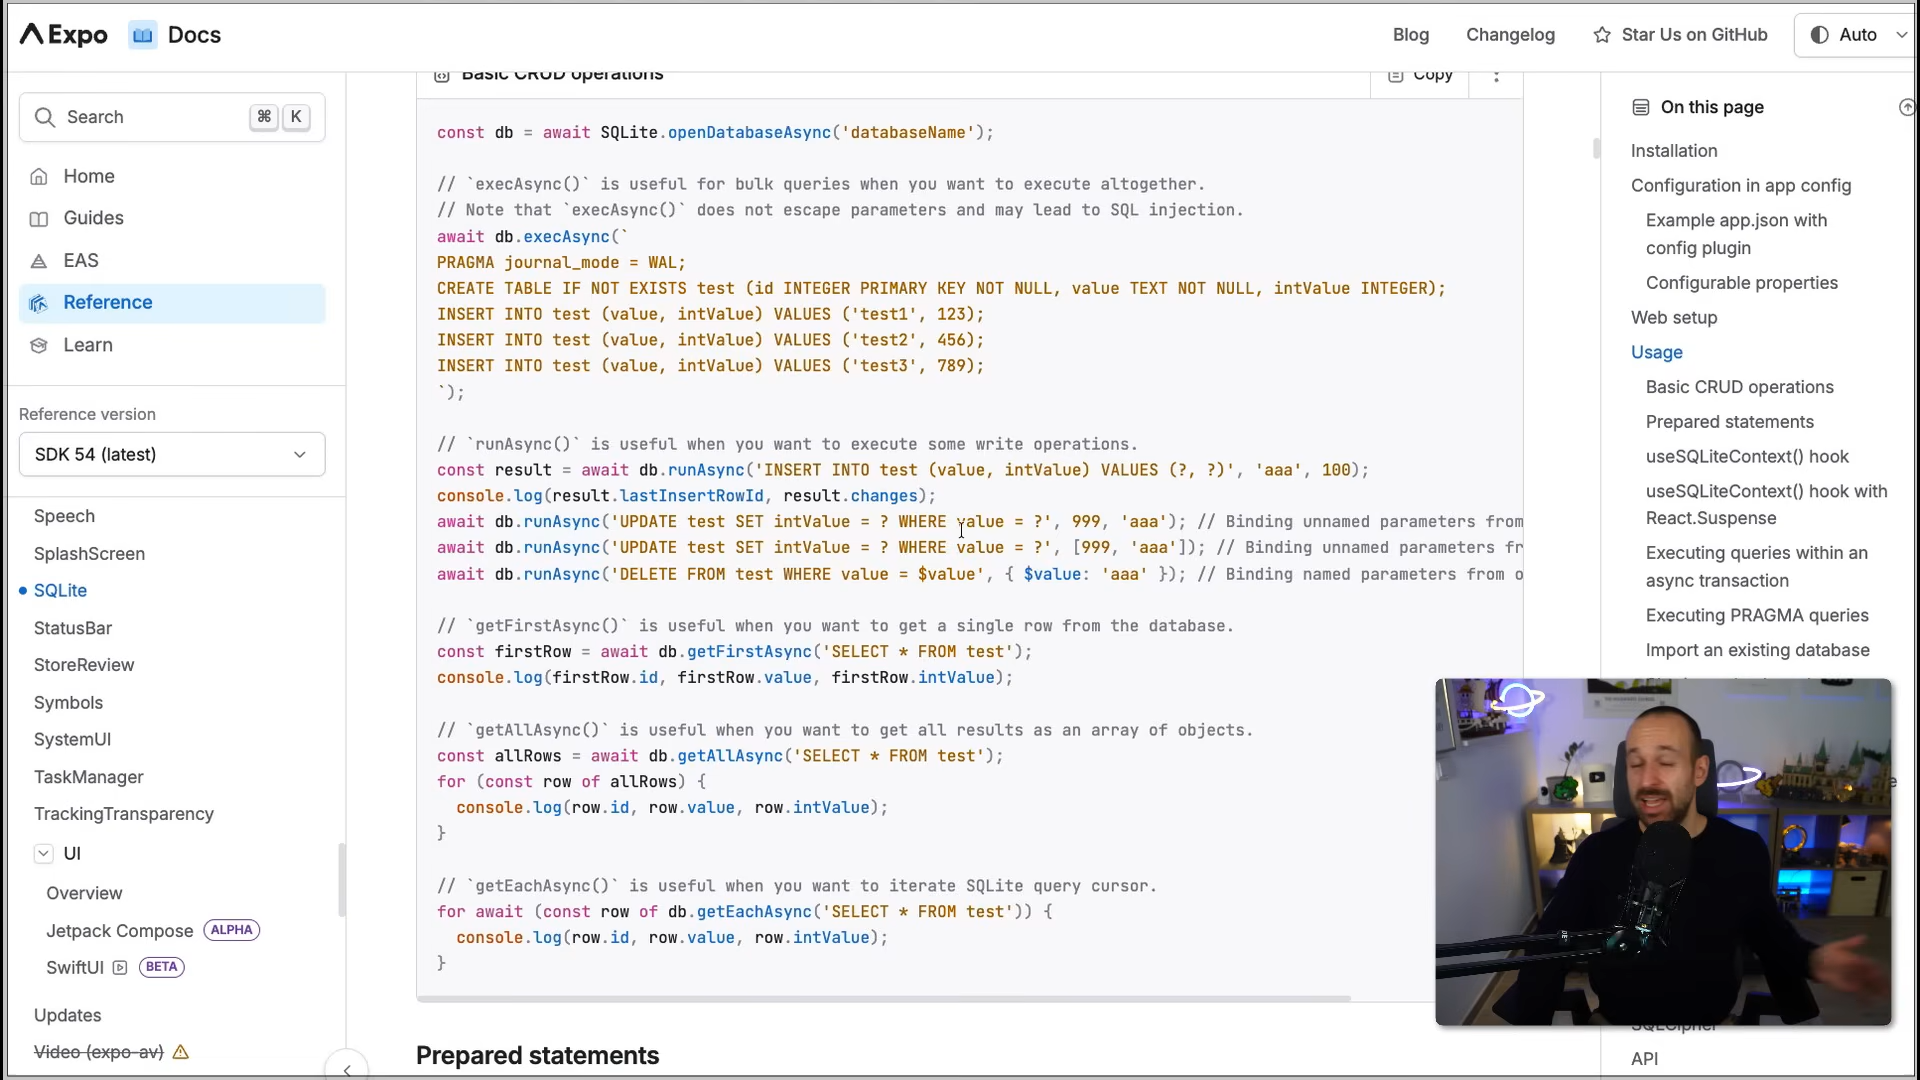 Expo Docs Blog Changelog Star Us on GitHub Auto
Search ⌘ K
Home
Guides
EAS
Reference
Learn
Reference version
SDK 54 (latest)
Speech
SplashScreen
SQLite
StatusBar
StoreReview
Symbols
SystemUI
TaskManager
TrackingTransparency
UI
Overview
Jetpack Compose ALPHA
SwiftUI BETA
Updates
Video (expo-av)
Basic CRUD operations Copy
const db = await SQLite.openDatabaseAsync('databaseName');
// `execAsync()` is useful for bulk queries when you want to execute altogether.
// Note that `execAsync()` does not escape parameters and may lead to SQL injection.
await db.execAsync(`
PRAGMA journal_mode = WAL;
CREATE TABLE IF NOT EXISTS test (id INTEGER PRIMARY KEY NOT NULL, value TEXT NOT NULL, intValue INTEGER);
INSERT INTO test (value, intValue) VALUES ('test1', 123);
INSERT INTO test (value, intValue) VALUES ('test2', 456);
INSERT INTO test (value, intValue) VALUES ('test3', 789);
`);
// `runAsync()` is useful when you want to execute some write operations.
const result = await db.runAsync('INSERT INTO test (value, intValue) VALUES (?, ?)', 'aaa', 100);
console.log(result.lastInsertRowId, result.changes);
await db.runAsync('UPDATE test SET intValue = ? WHERE value = ?', 999, 'aaa'); // Binding unnamed parameters from
await db.runAsync('UPDATE test SET intValue = ? WHERE value = ?', [999, 'aaa']); // Binding unnamed parameters fr
await db.runAsync('DELETE FROM test WHERE value = $value', { $value: 'aaa' }); // Binding named parameters from o
// `getFirstAsync()` is useful when you want to get a single row from the database.
const firstRow = await db.getFirstAsync('SELECT * FROM test');
console.log(firstRow.id, firstRow.value, firstRow.intValue);
// `getAllAsync()` is useful when you want to get all results as an array of objects.
const allRows = await db.getAllAsync('SELECT * FROM test');
for (const row of allRows) {
console.log(row.id, row.value, row.intValue);
}
// `getEachAsync()` is useful when you want to iterate SQLite query cursor.
for await (const row of db.getEachAsync('SELECT * FROM test')) {
console.log(row.id, row.value, row.intValue);
}
Prepared statements
On this page
Installation
Configuration in app config
Example app.json with
config plugin
Configurable properties
Web setup
Usage
Basic CRUD operations
Prepared statements
useSQLiteContext() hook
useSQLiteContext() hook with
React.Suspense
Executing queries within an
async transaction
Executing PRAGMA queries
Import an existing database
SQLCipher
API